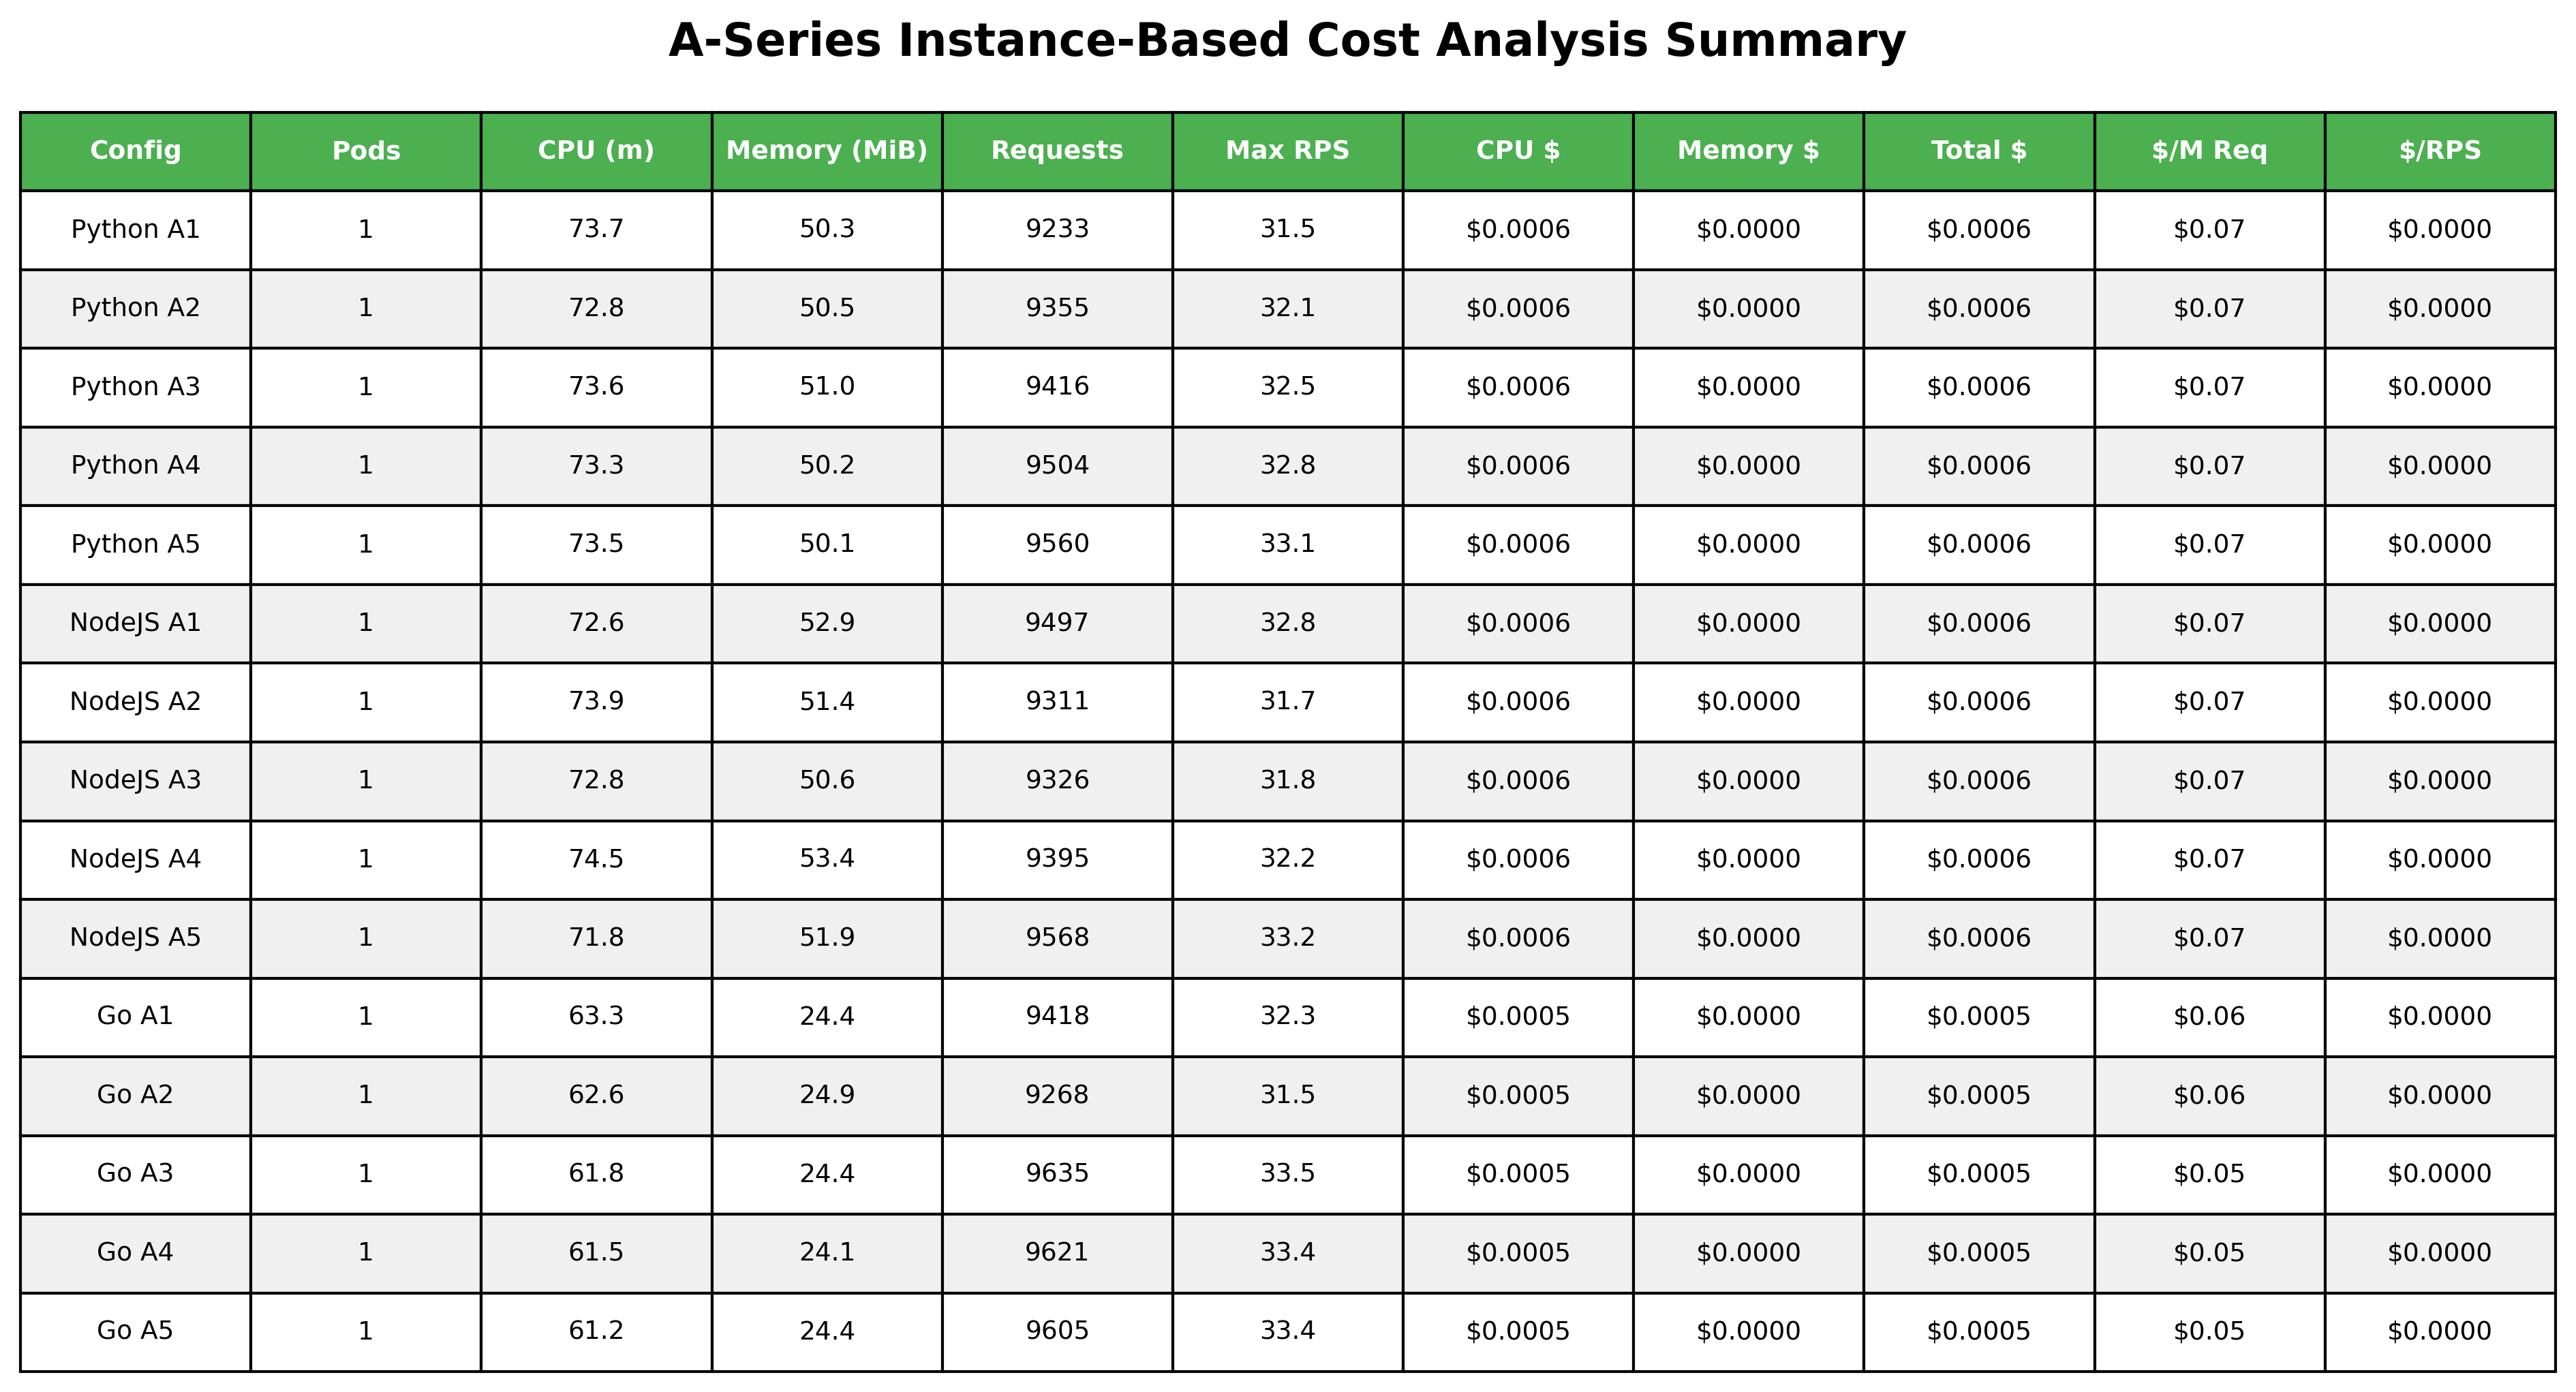 A-Series Instance-Based Cost Analysis Summary
Config Pods CPU (m) Memory (MiB) Requests Max RPS CPU $ Memory $ Total $ $/M Req $/RPS
Python A1 1 73.7 50.3 9233 31.5 $0.0006 $0.0000 $0.0006 $0.07 $0.0000
Python A2 1 72.8 50.5 9355 32.1 $0.0006 $0.0000 $0.0006 $0.07 $0.0000
Python A3 1 73.6 51.0 9416 32.5 $0.0006 $0.0000 $0.0006 $0.07 $0.0000
Python A4 1 73.3 50.2 9504 32.8 $0.0006 $0.0000 $0.0006 $0.07 $0.0000
Python A5 1 73.5 50.1 9560 33.1 $0.0006 $0.0000 $0.0006 $0.07 $0.0000
NodeJS A1 1 72.6 52.9 9497 32.8 $0.0006 $0.0000 $0.0006 $0.07 $0.0000
NodeJS A2 1 73.9 51.4 9311 31.7 $0.0006 $0.0000 $0.0006 $0.07 $0.0000
NodeJS A3 1 72.8 50.6 9326 31.8 $0.0006 $0.0000 $0.0006 $0.07 $0.0000
NodeJS A4 1 74.5 53.4 9395 32.2 $0.0006 $0.0000 $0.0006 $0.07 $0.0000
NodeJS A5 1 71.8 51.9 9568 33.2 $0.0006 $0.0000 $0.0006 $0.07 $0.0000
Go A1 1 63.3 24.4 9418 32.3 $0.0005 $0.0000 $0.0005 $0.06 $0.0000
Go A2 1 62.6 24.9 9268 31.5 $0.0005 $0.0000 $0.0005 $0.06 $0.0000
Go A3 1 61.8 24.4 9635 33.5 $0.0005 $0.0000 $0.0005 $0.05 $0.0000
Go A4 1 61.5 24.1 9621 33.4 $0.0005 $0.0000 $0.0005 $0.05 $0.0000
Go A5 1 61.2 24.4 9605 33.4 $0.0005 $0.0000 $0.0005 $0.05 $0.0000